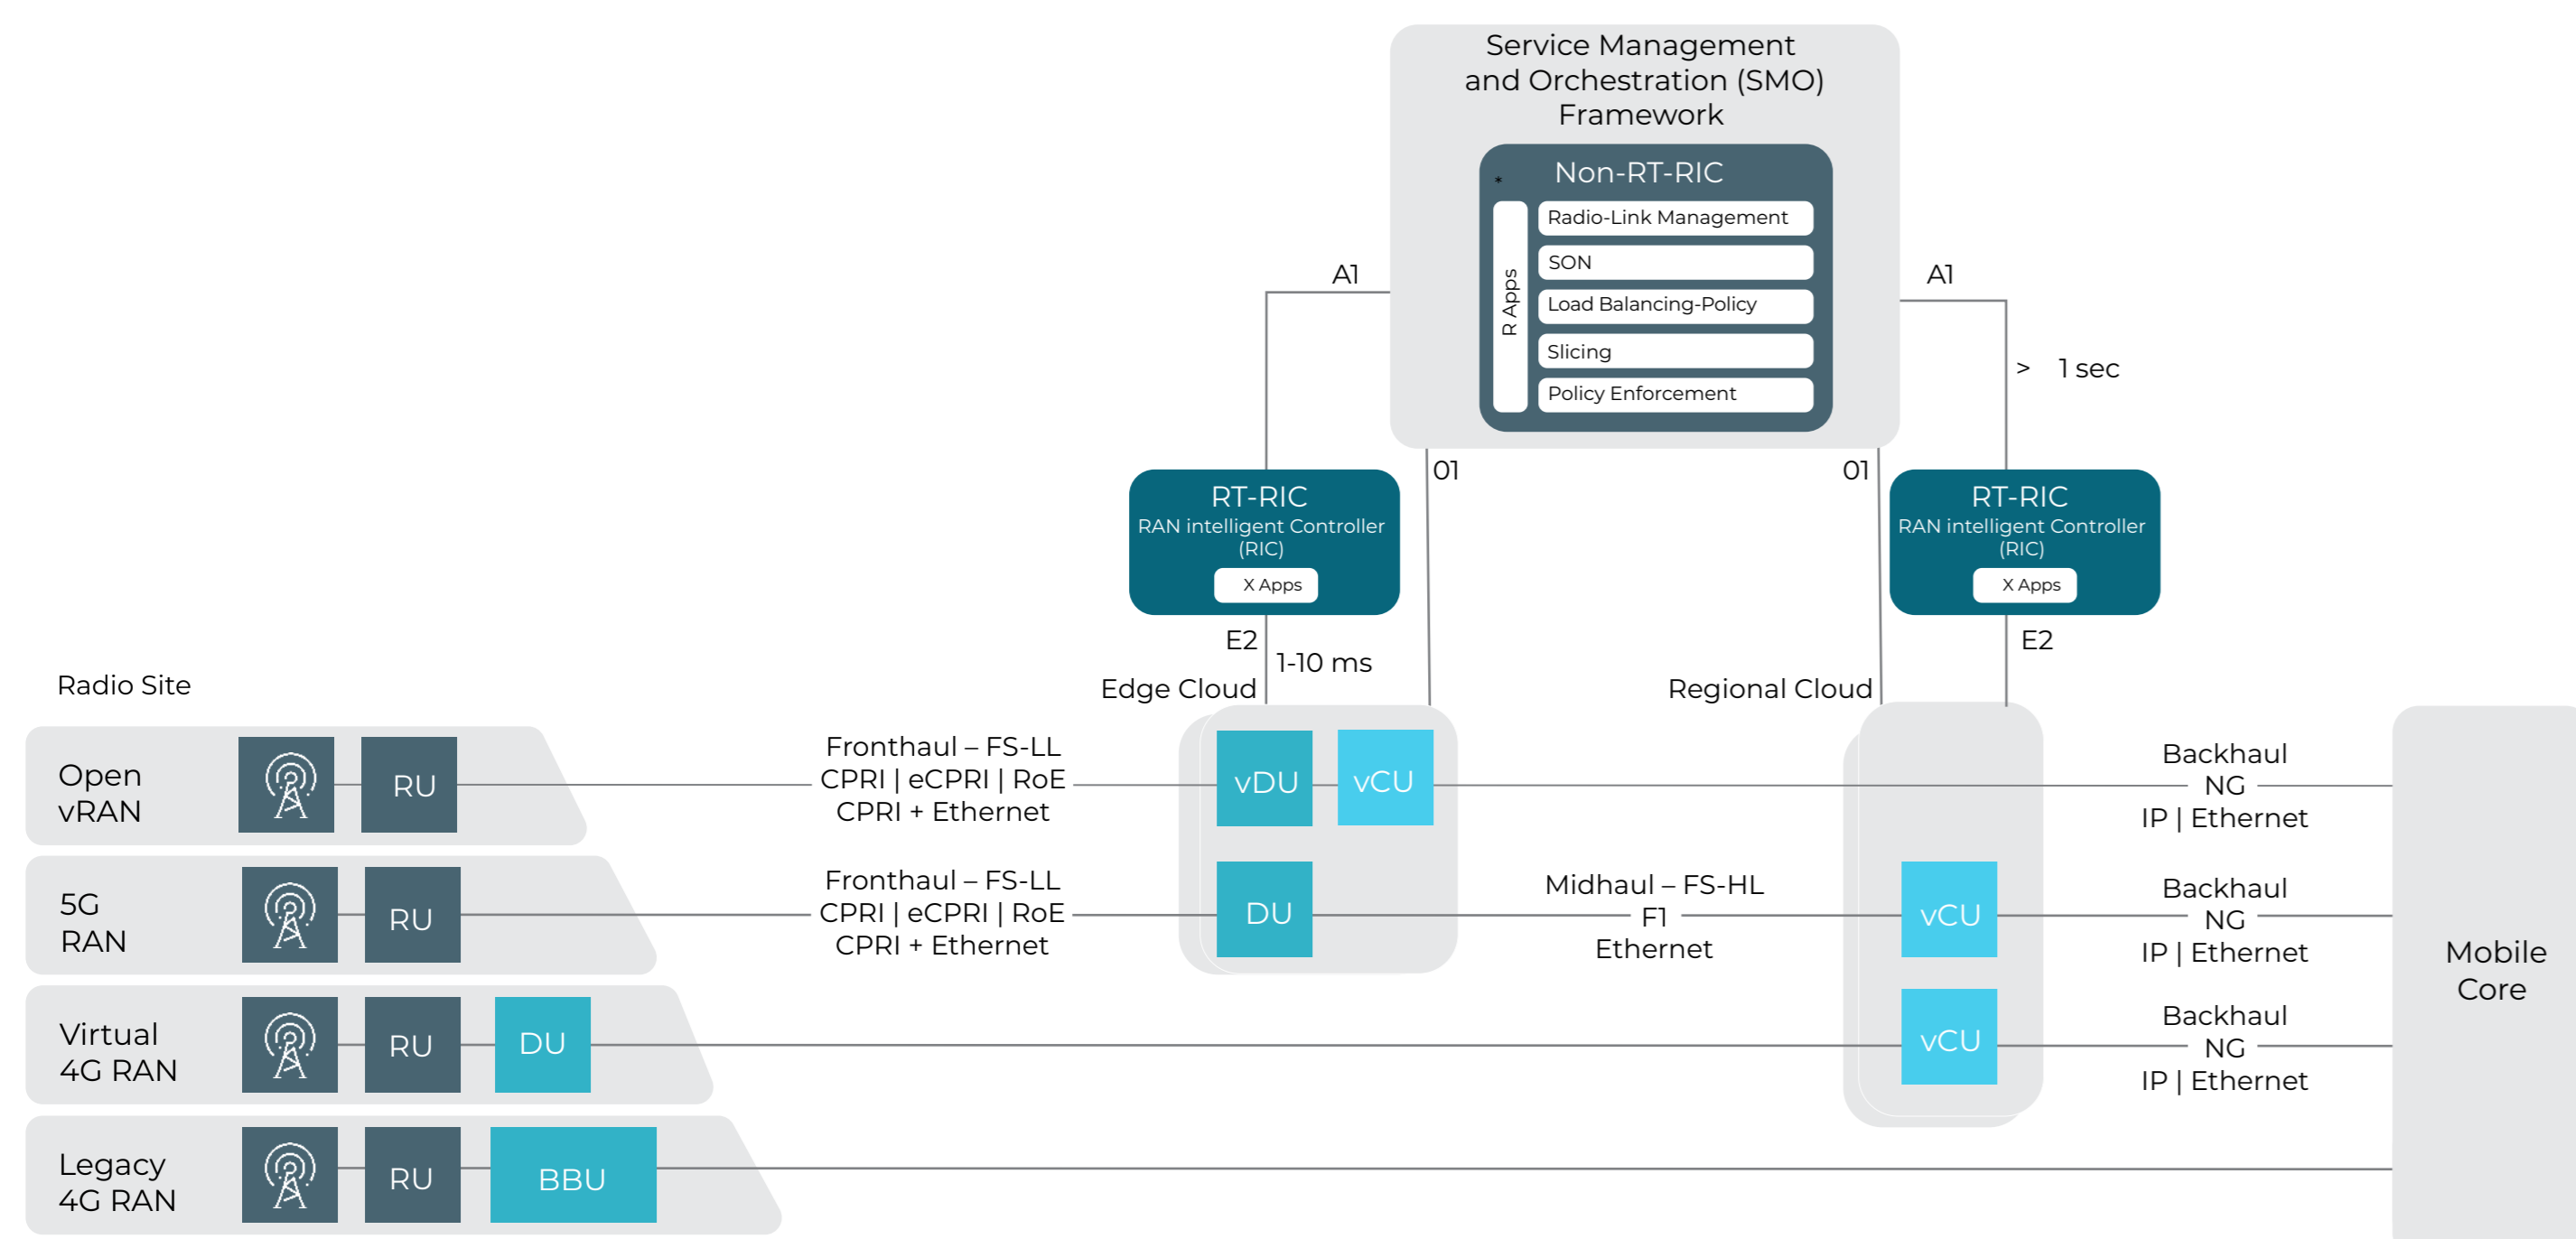 Service Management
and Orchestration (SMO)
Framework
* Non-RT-RIC
R Apps
Radio-Link Management
SON
Load Balancing-Policy
Slicing
Policy Enforcement
A1
A1
> 1 sec
01
01
RT-RIC
RAN intelligent Controller
(RIC)
X Apps
RT-RIC
RAN intelligent Controller
(RIC)
X Apps
E2
1-10 ms
E2
Radio Site
Edge Cloud
Regional Cloud
Open
vRAN
RU
Fronthaul – FS-LL
CPRI | eCPRI | RoE
CPRI + Ethernet
vDU
vCU
Backhaul
NG
IP | Ethernet
5G
RAN
RU
Fronthaul – FS-LL
CPRI | eCPRI | RoE
CPRI + Ethernet
DU
Midhaul – FS-HL
F1
Ethernet
vCU
Backhaul
NG
IP | Ethernet
Mobile
Core
Virtual
4G RAN
RU
DU
vCU
Backhaul
NG
IP | Ethernet
Legacy
4G RAN
RU
BBU